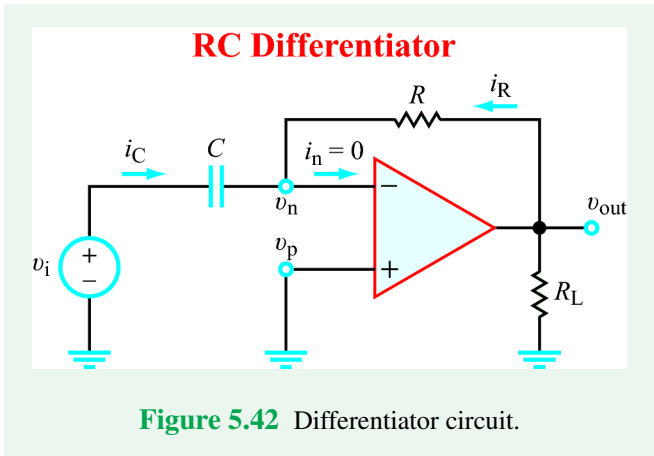 RC Differentiator
R
iR
iC
C
in = 0
vn
−
vout
vp
vi
+
−
+
RL
Figure 5.42 Differentiator circuit.